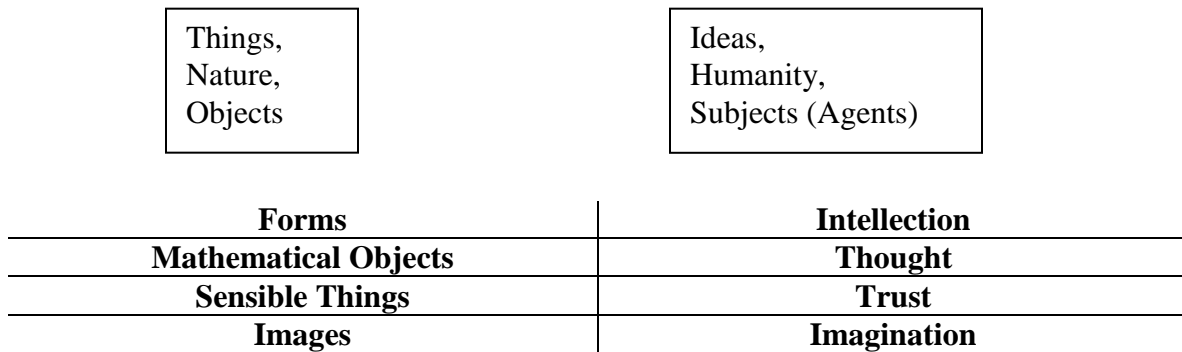 Things,
Nature,
Objects
Ideas,
Humanity,
Subjects (Agents)
Forms Intellection
Mathematical Objects Thought
Sensible Things Trust
Images Imagination